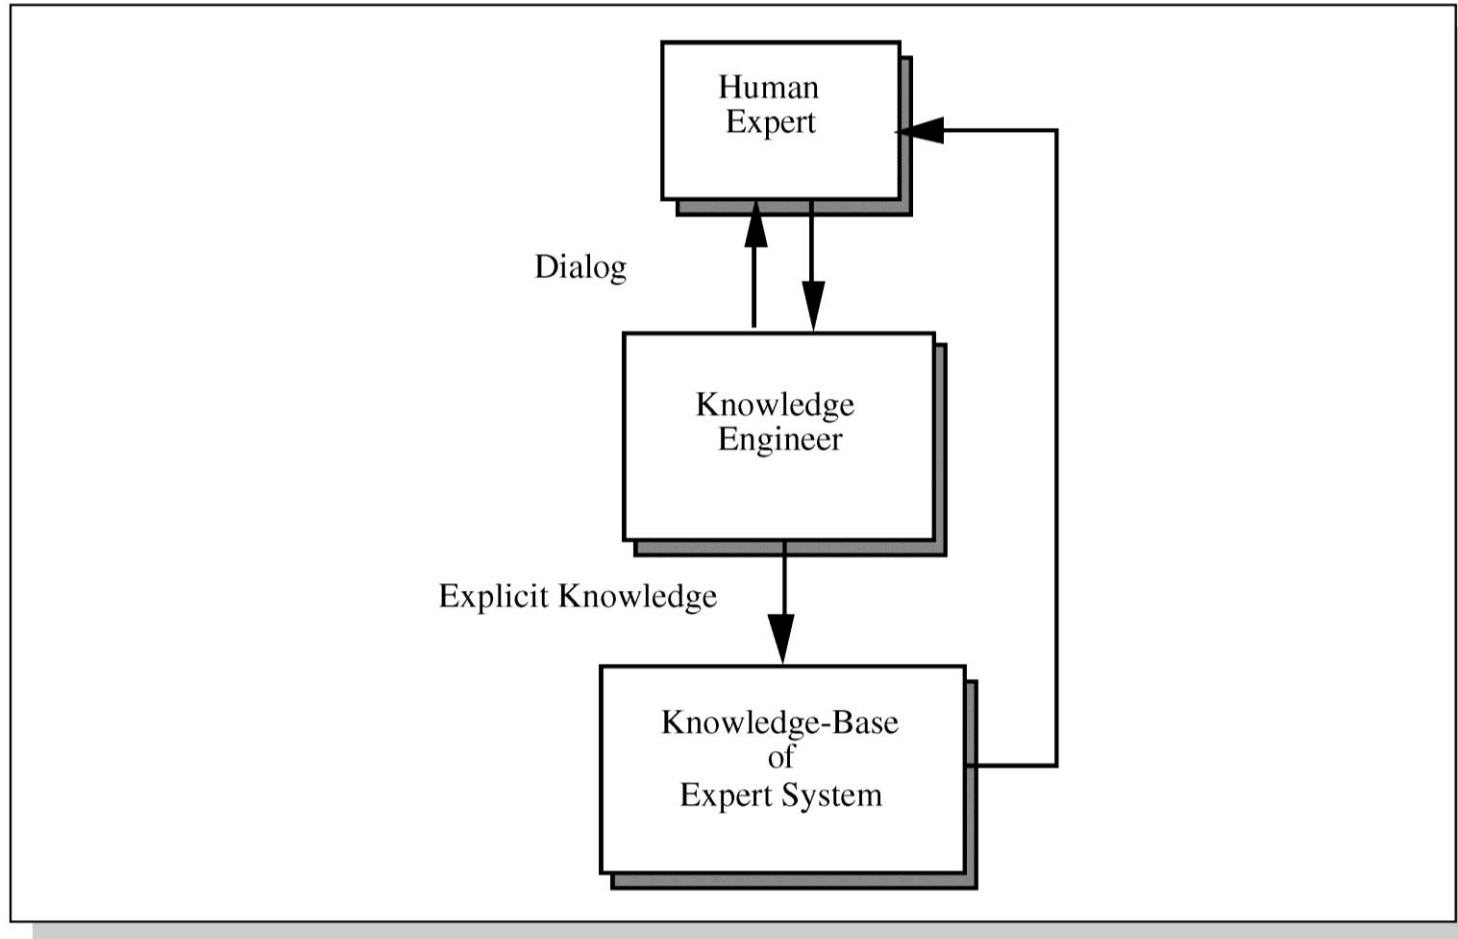 Human
Expert
Dialog
Knowledge
Engineer
Explicit Knowledge
Knowledge-Base
of
Expert System